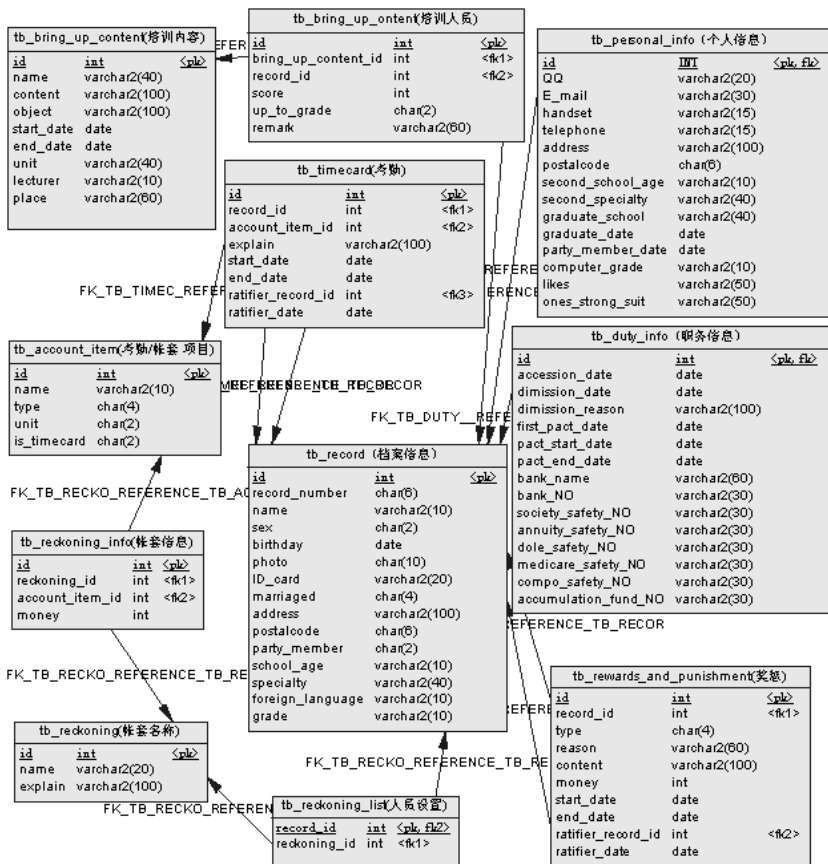 tb_bring_up_content(培训内容)
id int <pk>
name varchar2(40)
content varchar2(100)
object varchar2(100)
start_date date
end_date date
unit varchar2(40)
lecturer varchar2(10)
place varchar2(60)
tb_bring_up_ontent(培训人员)
id int <pk>
bring_up_content_id int <fk1>
record_id int <fk2>
score int
up_to_grade char(2)
remark varchar2(60)
tb_personal_info（个人信息）
id INT <pk, fk>
QQ varchar2(20)
E_mail varchar2(30)
handset varchar2(15)
telephone varchar2(15)
address varchar2(100)
postalcode char(6)
second_school_age varchar2(10)
second_specialty varchar2(40)
graduate_school varchar2(40)
graduate_date date
party_member_date date
computer_grade varchar2(10)
likes varchar2(50)
ones_strong_suit varchar2(50)
tb_timecard(考勤)
id int <pk>
record_id int <fk1>
account_item_id int <fk2>
explain varchar2(100)
start_date date
end_date date
ratifier_record_id int <fk3>
ratifier_date date
FK_TB_TIMEC_REFER
tb_account_item(考勤/帐套 项目)
id int <pk>
name varchar2(10)
type char(4)
unit char(2)
is_timecard char(2)
tb_duty_info（职务信息）
id int <pk, fk>
accession_date date
dimission_date date
dimission_reason varchar2(100)
first_pact_date date
pact_start_date date
pact_end_date date
bank_name varchar2(60)
bank_NO varchar2(30)
society_safety_NO varchar2(30)
annuity_safety_NO varchar2(30)
dole_safety_NO varchar2(30)
medicare_safety_NO varchar2(30)
compo_safety_NO varchar2(30)
accumulation_fund_NO varchar2(30)
FK_TB_DUTY__REFE
tb_record（档案信息）
id int <pk>
record_number char(6)
name varchar2(10)
sex char(2)
birthday date
photo char(10)
ID_card varchar2(20)
marriaged char(4)
address varchar2(100)
postalcode char(6)
party_member char(2)
school_age varchar2(10)
specialty varchar2(40)
foreign_language varchar2(10)
grade varchar2(10)
FK_TB_RECKO_REFERENCE_TB_AC
tb_reckoning_info(帐套信息)
id int <pk>
reckoning_id int <fk1>
account_item_id int <fk2>
money int
EFERENCE_TB_RECOR
FK_TB_RECKO_REFERENCE_TB_RE
tb_rewards_and_punishment(奖惩)
id int <pk>
record_id int <fk1>
type char(4)
reason varchar2(60)
content varchar2(100)
money int
start_date date
end_date date
ratifier_record_id int <fk2>
ratifier_date date
tb_reckoning(帐套名称)
id int <pk>
name varchar2(20)
explain varchar2(100)
FK_TB_RECKO_REFERENCE_TB_RE
FK_TB_RECKO_REFEREN
tb_reckoning_list(人员设置)
record_id int <pk, fk2>
reckoning_id int <fk1>